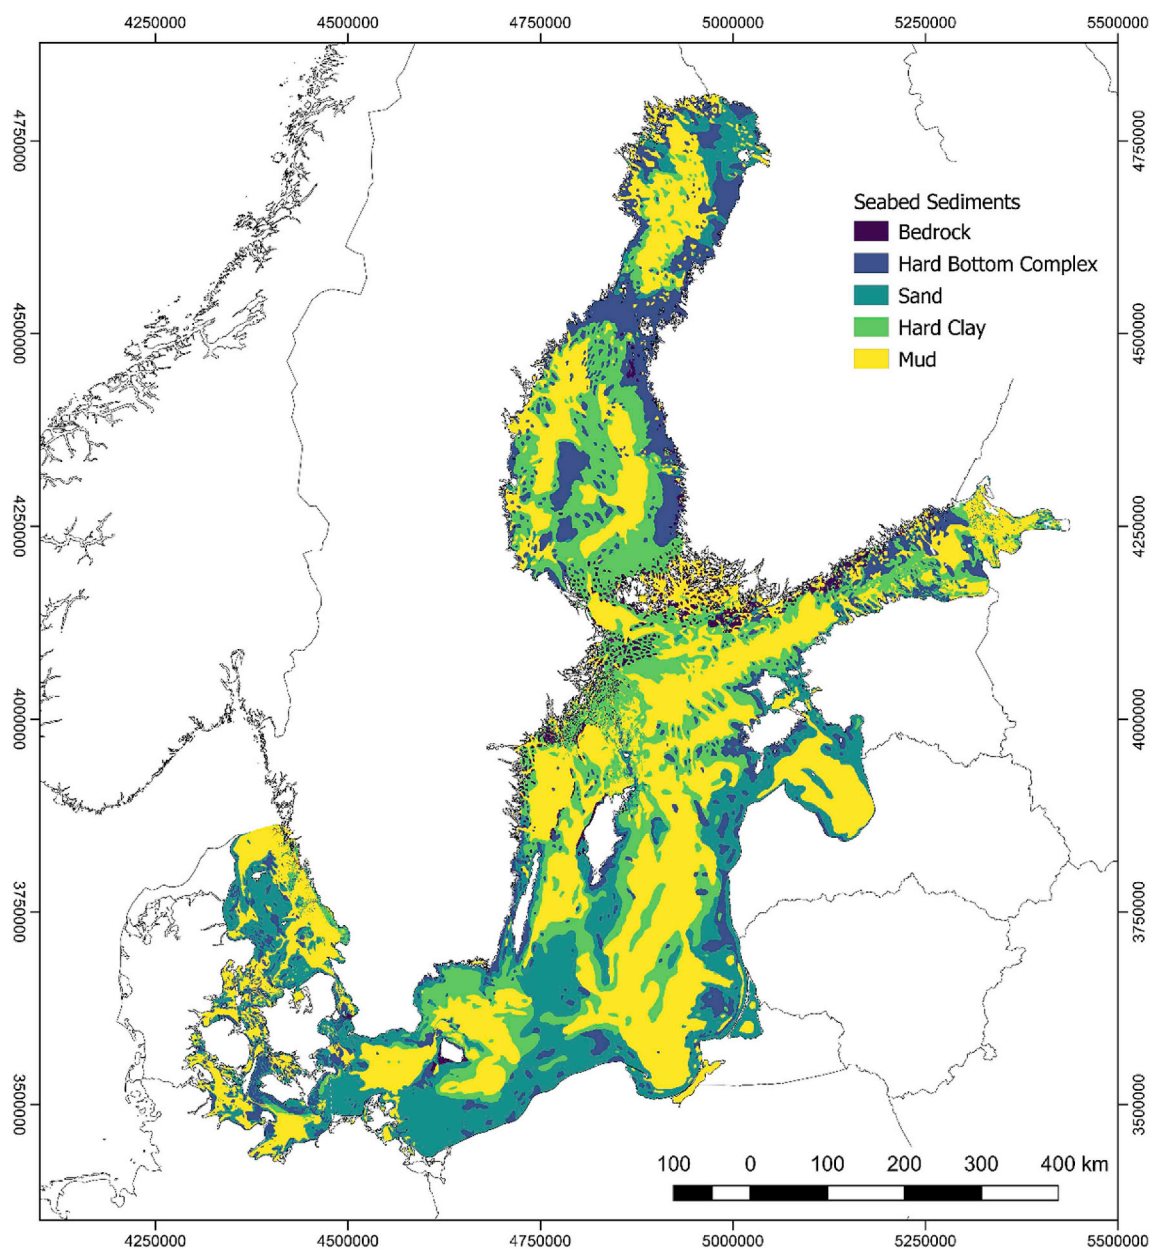 4250000 4500000 4750000 5000000 5250000 5500000
4750000 4750000
Seabed Sediments
Bedrock
Hard Bottom Complex
Sand
Hard Clay
Mud
4500000 4500000
4250000 4250000
4000000 4000000
3750000 3750000
3500000 3500000
100 0 100 200 300 400 km
4250000 4500000 4750000 5000000 5250000 5500000